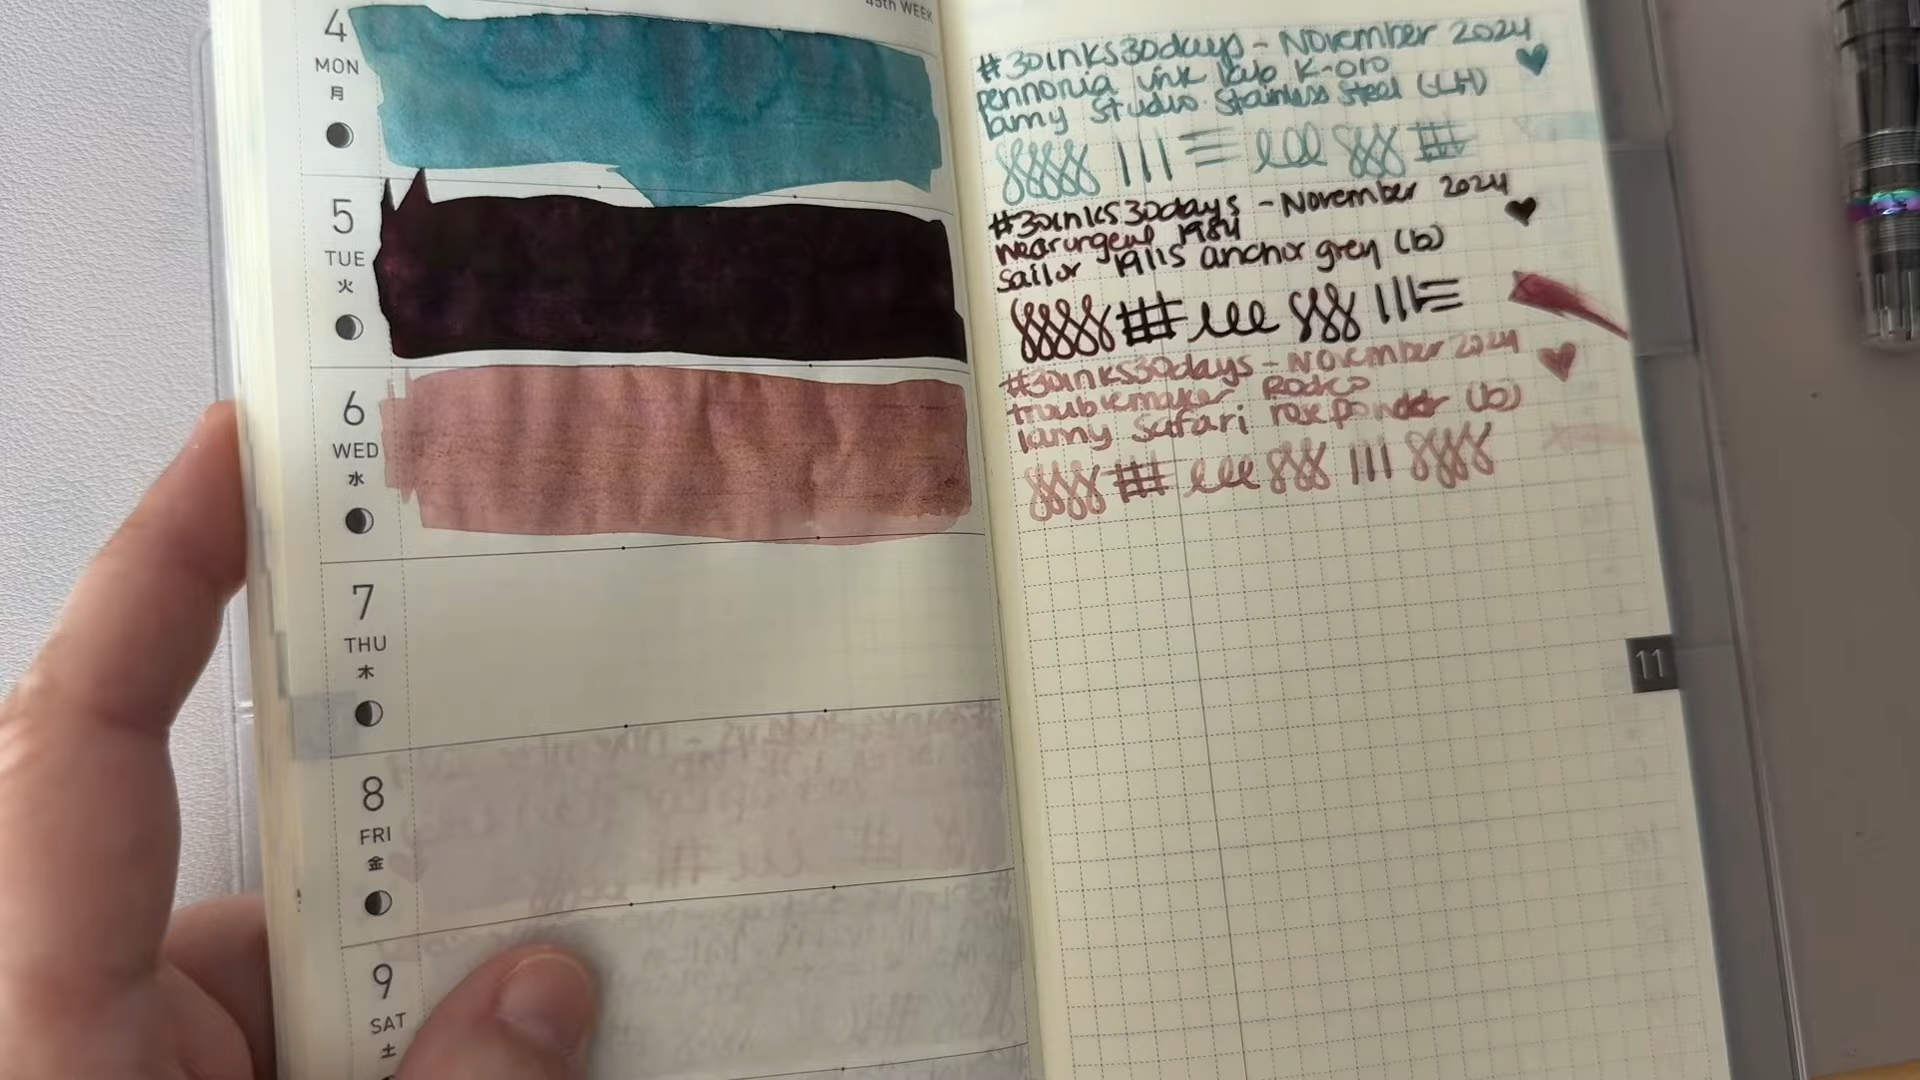 45th WEEK
4
MON
月
5
TUE
火
6
WED
水
7
THU
木
8
FRI
金
9
SAT
土
#30inks30days - November 2024
pennonia ink lab K-010
lamy studio stainless steel (LH)
#30inks30days - November 2024
1984
sailor 1911S anchor grey (b)
#30inks30days - November 2024
troublemaker
lamy safari rose powder (b)
11